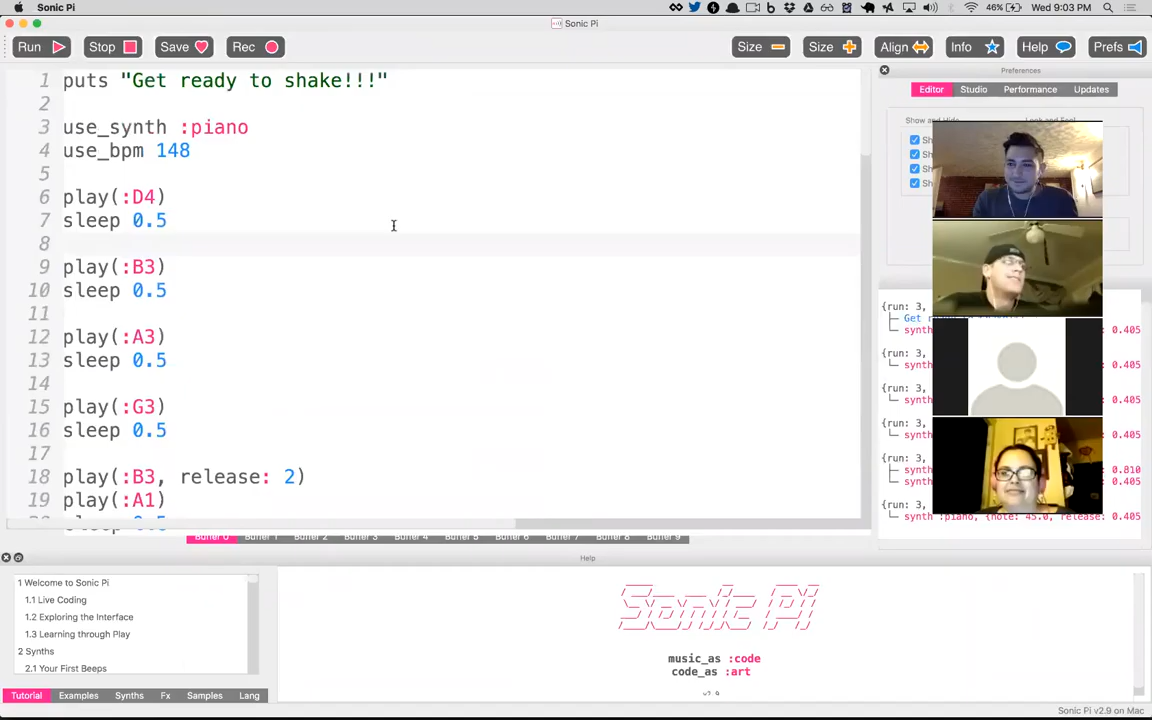 Sonic Pi
46%
Wed 9:03 PM
Sonic Pi
Run
Stop
Save
Rec
Size
Size
Align
Info
Help
Prefs
1 puts "Get ready to shake!!!"
2
3 use_synth :piano
4 use_bpm 148
5
6 play(:D4)
7 sleep 0.5
8
9 play(:B3)
10 sleep 0.5
11
12 play(:A3)
13 sleep 0.5
14
15 play(:G3)
16 sleep 0.5
17
18 play(:B3, release: 2)
19 play(:A1)
sleep 0.5
Buffer 0 Buffer 1 Buffer 2 Buffer 3 Buffer 4 Buffer 5 Buffer 6 Buffer 7 Buffer 8 Buffer 9
Preferences
Editor Studio Performance Updates
Show and Hide
Look and Feel
{run: 3,
Get
synth : 0.405
{run: 3,
synth : 0.405
{run: 3,
synth : 0.405
{run: 3,
synth : 0.405
{run: 3,
synth : 0.810
synth : 0.405
{run: 3,
synth :piano, {note: 45.0, release: 0.405
Help
1 Welcome to Sonic Pi
1.1 Live Coding
1.2 Exploring the Interface
1.3 Learning through Play
2 Synths
2.1 Your First Beeps
Tutorial Examples Synths Fx Samples Lang
Sonic Pi
music_as :code
code_as :art
v2.9
Sonic Pi v2.9 on Mac